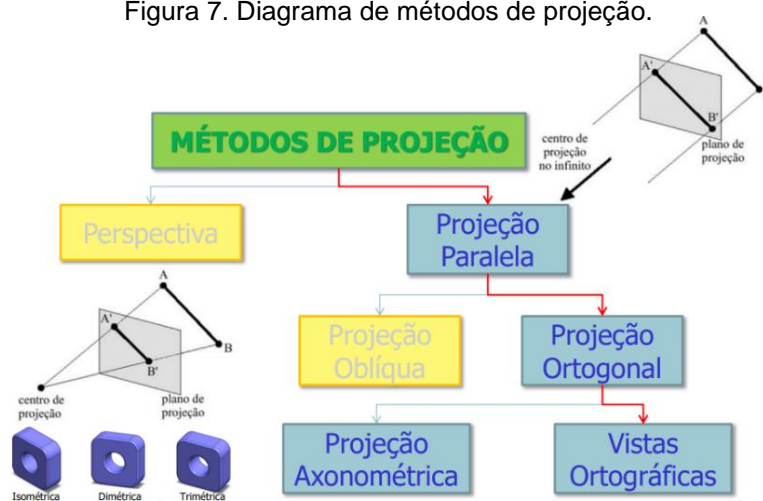 Figura 7. Diagrama de métodos de projeção.
A
A'
B'
centro de
projeção
no infinito
plano de
projeção
MÉTODOS DE PROJEÇÃO
Perspectiva
Projeção
Paralela
A
A'
B
B'
centro de
projeção
plano de
projeção
Projeção
Oblíqua
Projeção
Ortogonal
Projeção
Axonométrica
Vistas
Ortográficas
Isométrica
Dimétrica
Trimétrica